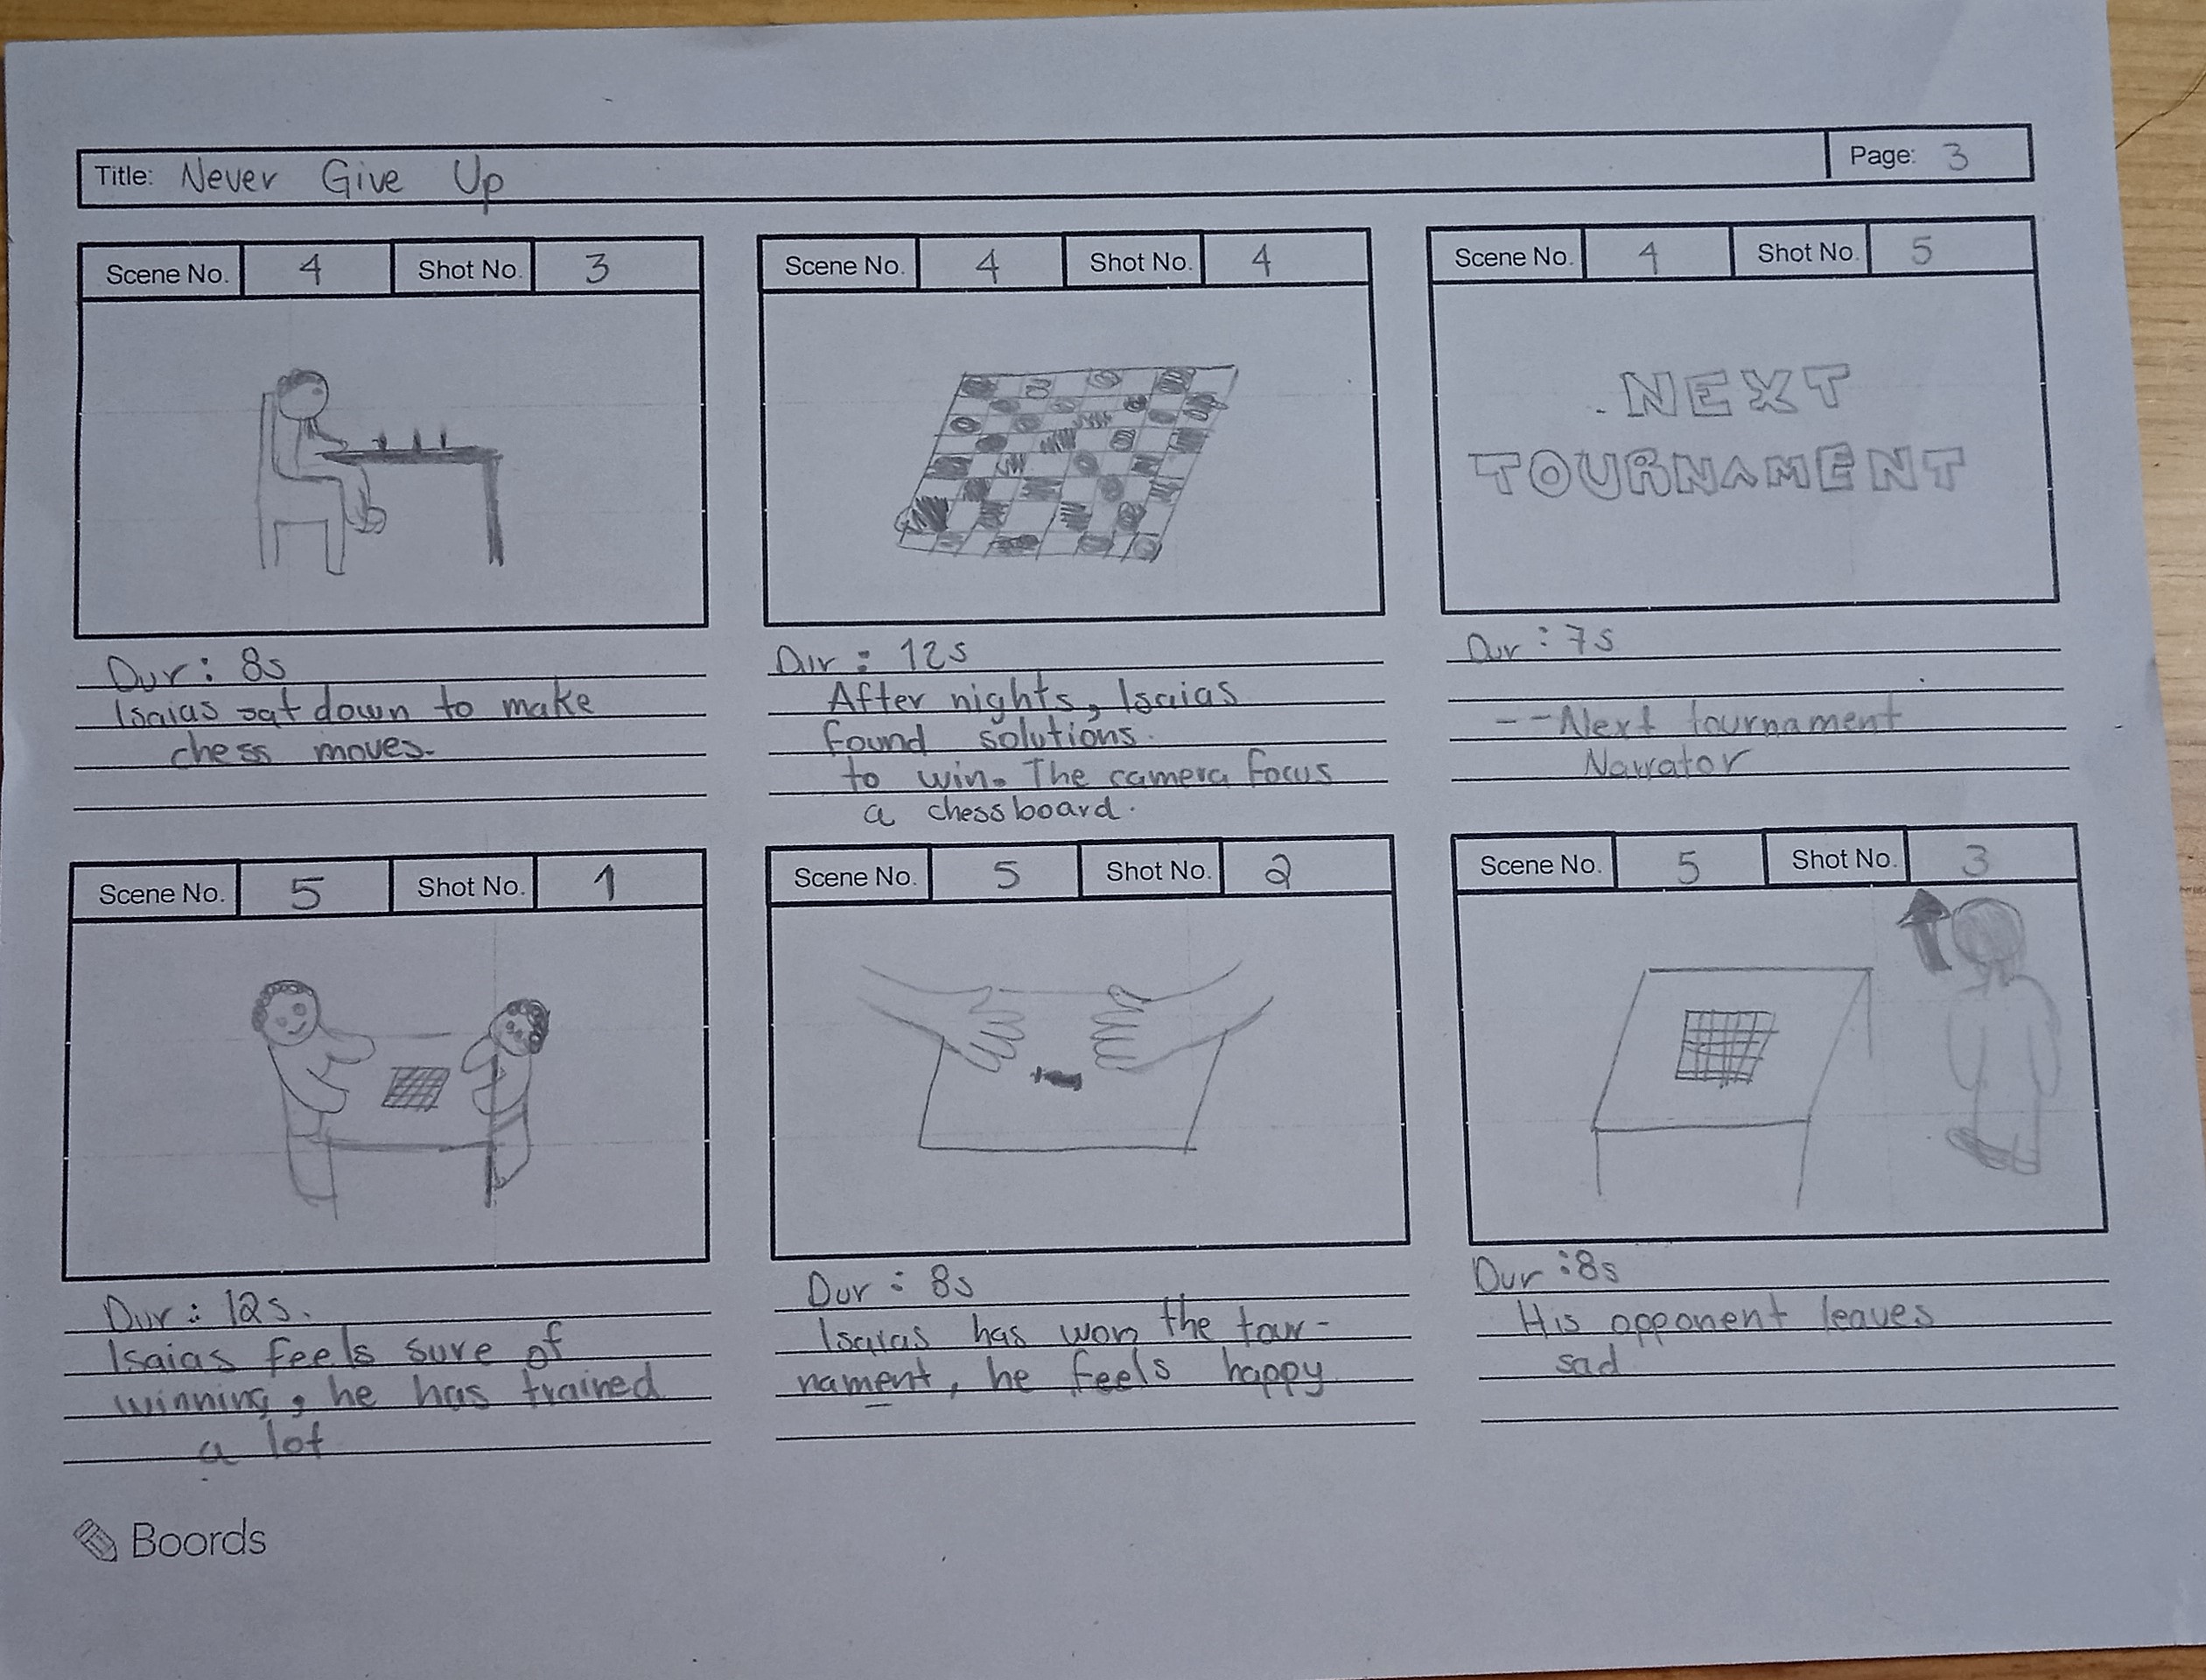 Title: Never Give Up
Page: 3
Scene No. 4 Shot No. 3
Dur: 8s
Isaias sat down to make
chess moves.
Scene No. 4 Shot No. 4
Dur: 12s
After nights, Isaias
found solutions.
to win. The camera focus
a chessboard.
Scene No. 4 Shot No. 5
NEXT
TOURNAMENT
Dur: 7s
--Next tournament
Narrator
Scene No. 5 Shot No. 1
Dur: 12s.
Isaias feels sure of
winning, he has trained
a lot
Scene No. 5 Shot No. 2
Dur: 8s
Isaias has won the tour-
nament, he feels happy
Scene No. 5 Shot No. 3
Dur: 8s
His opponent leaves
sad
Boords